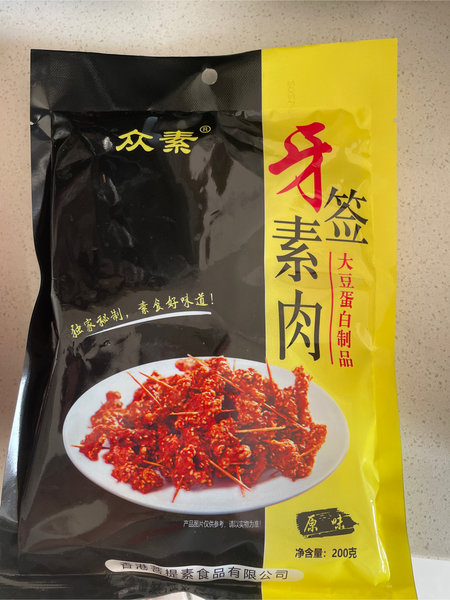 众素®
牙签素肉
大豆蛋白制品
独家秘制，素食好味道！
产品图片仅供参考，请以实物为准！
原味
净含量：200克
香港菩提素食品有限公司